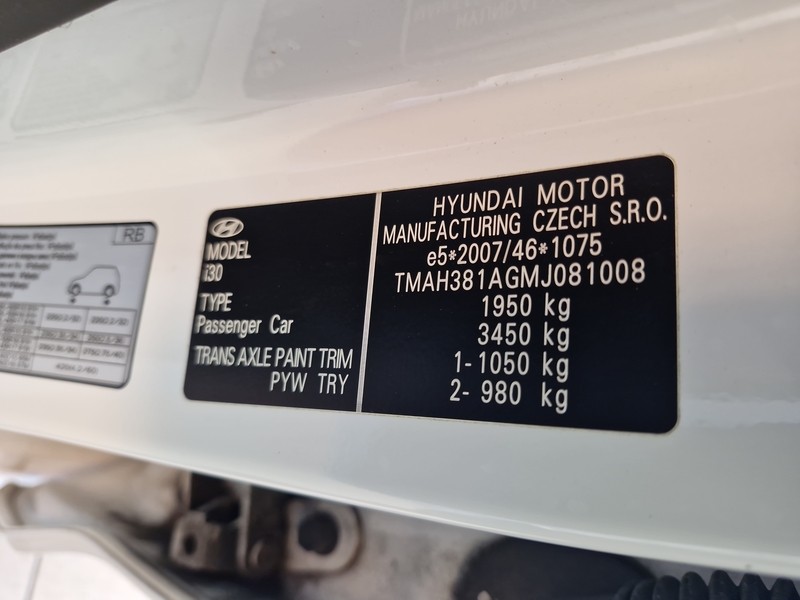 RB
MODEL
i30
TYPE
Passenger Car
TRANS AXLE PAINT TRIM
PYW TRY
HYUNDAI MOTOR
MANUFACTURING CZECH S.R.O.
e5*2007/46*1075
TMAH381AGMJ081008
1950 kg
3450 kg
1-1050 kg
2- 980 kg